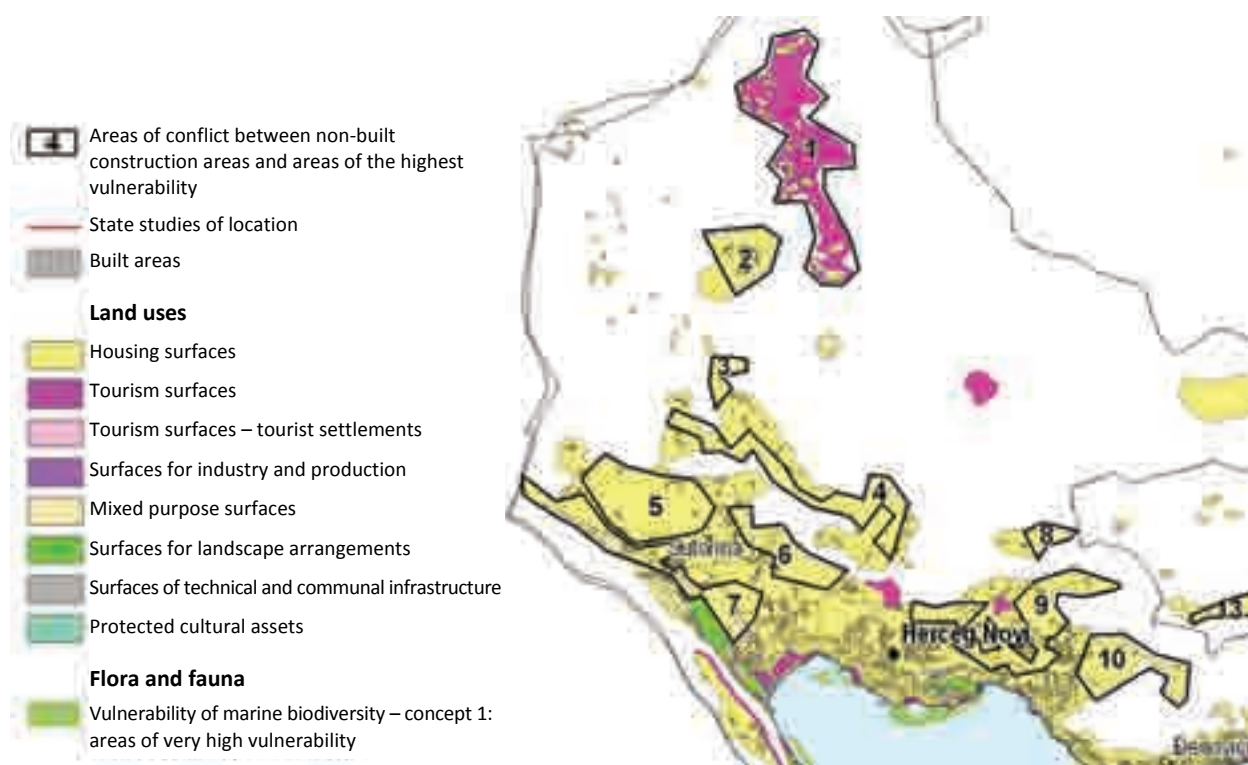 4
Areas of conflict between non-built
construction areas and areas of the highest
vulnerability
State studies of location
Built areas
Land uses
Housing surfaces
Tourism surfaces
Tourism surfaces – tourist settlements
Surfaces for industry and production
Mixed purpose surfaces
Surfaces for landscape arrangements
Surfaces of technical and communal infrastructure
Protected cultural assets
Flora and fauna
Vulnerability of marine biodiversity – concept 1:
areas of very high vulnerability
1
2
3
4
5
6
7
8
9
10
13
Herceg Novi